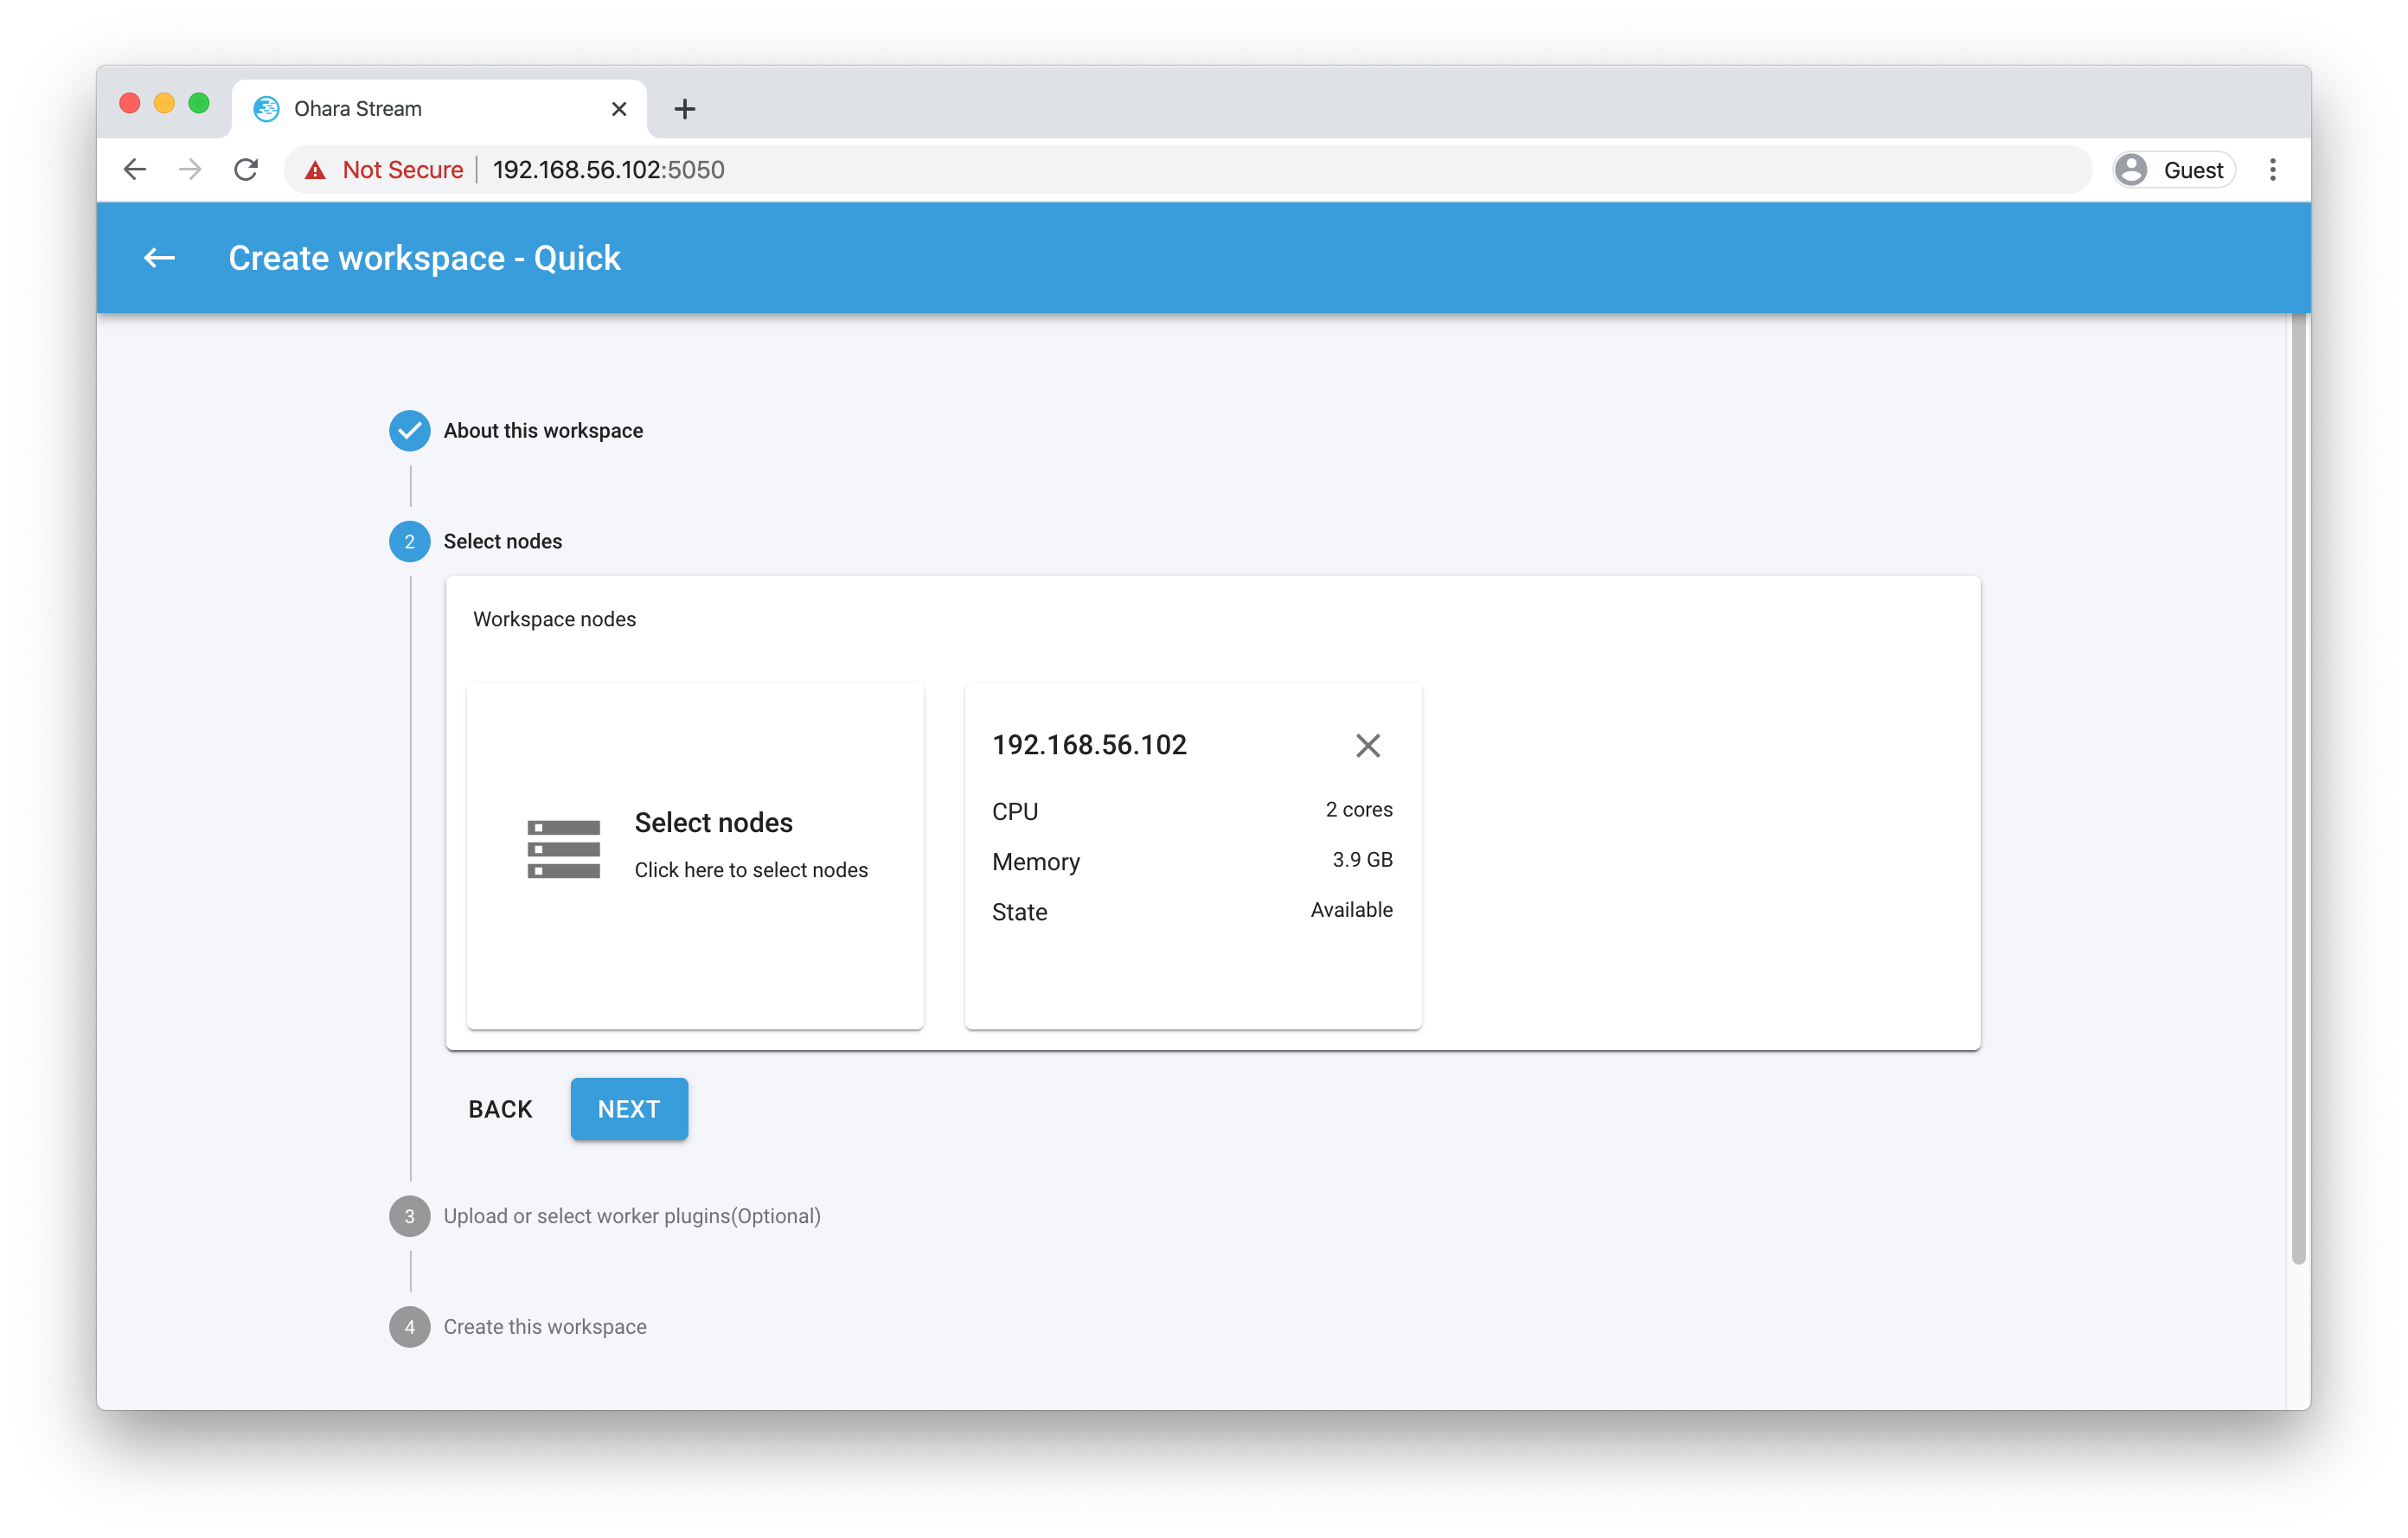 Ohara Stream
Not Secure 192.168.56.102:5050 Guest
Create workspace - Quick
About this workspace
2 Select nodes
Workspace nodes
Select nodes
Click here to select nodes
192.168.56.102
CPU 2 cores
Memory 3.9 GB
State Available
BACK NEXT
3 Upload or select worker plugins(Optional)
4 Create this workspace